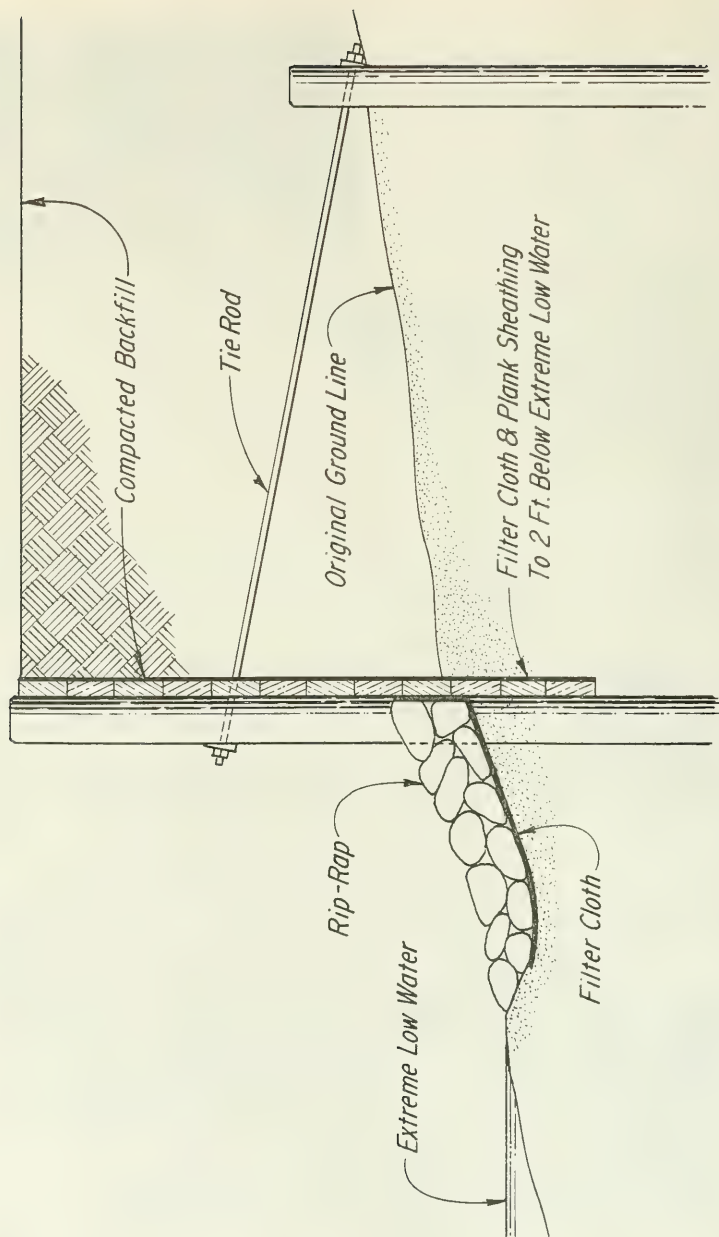 Compacted Backfill
Tie Rod
Original Ground Line
Filter Cloth & Plank Sheathing
To 2 Ft. Below Extreme Low Water
Rip-Rap
Extreme Low Water
Filter Cloth